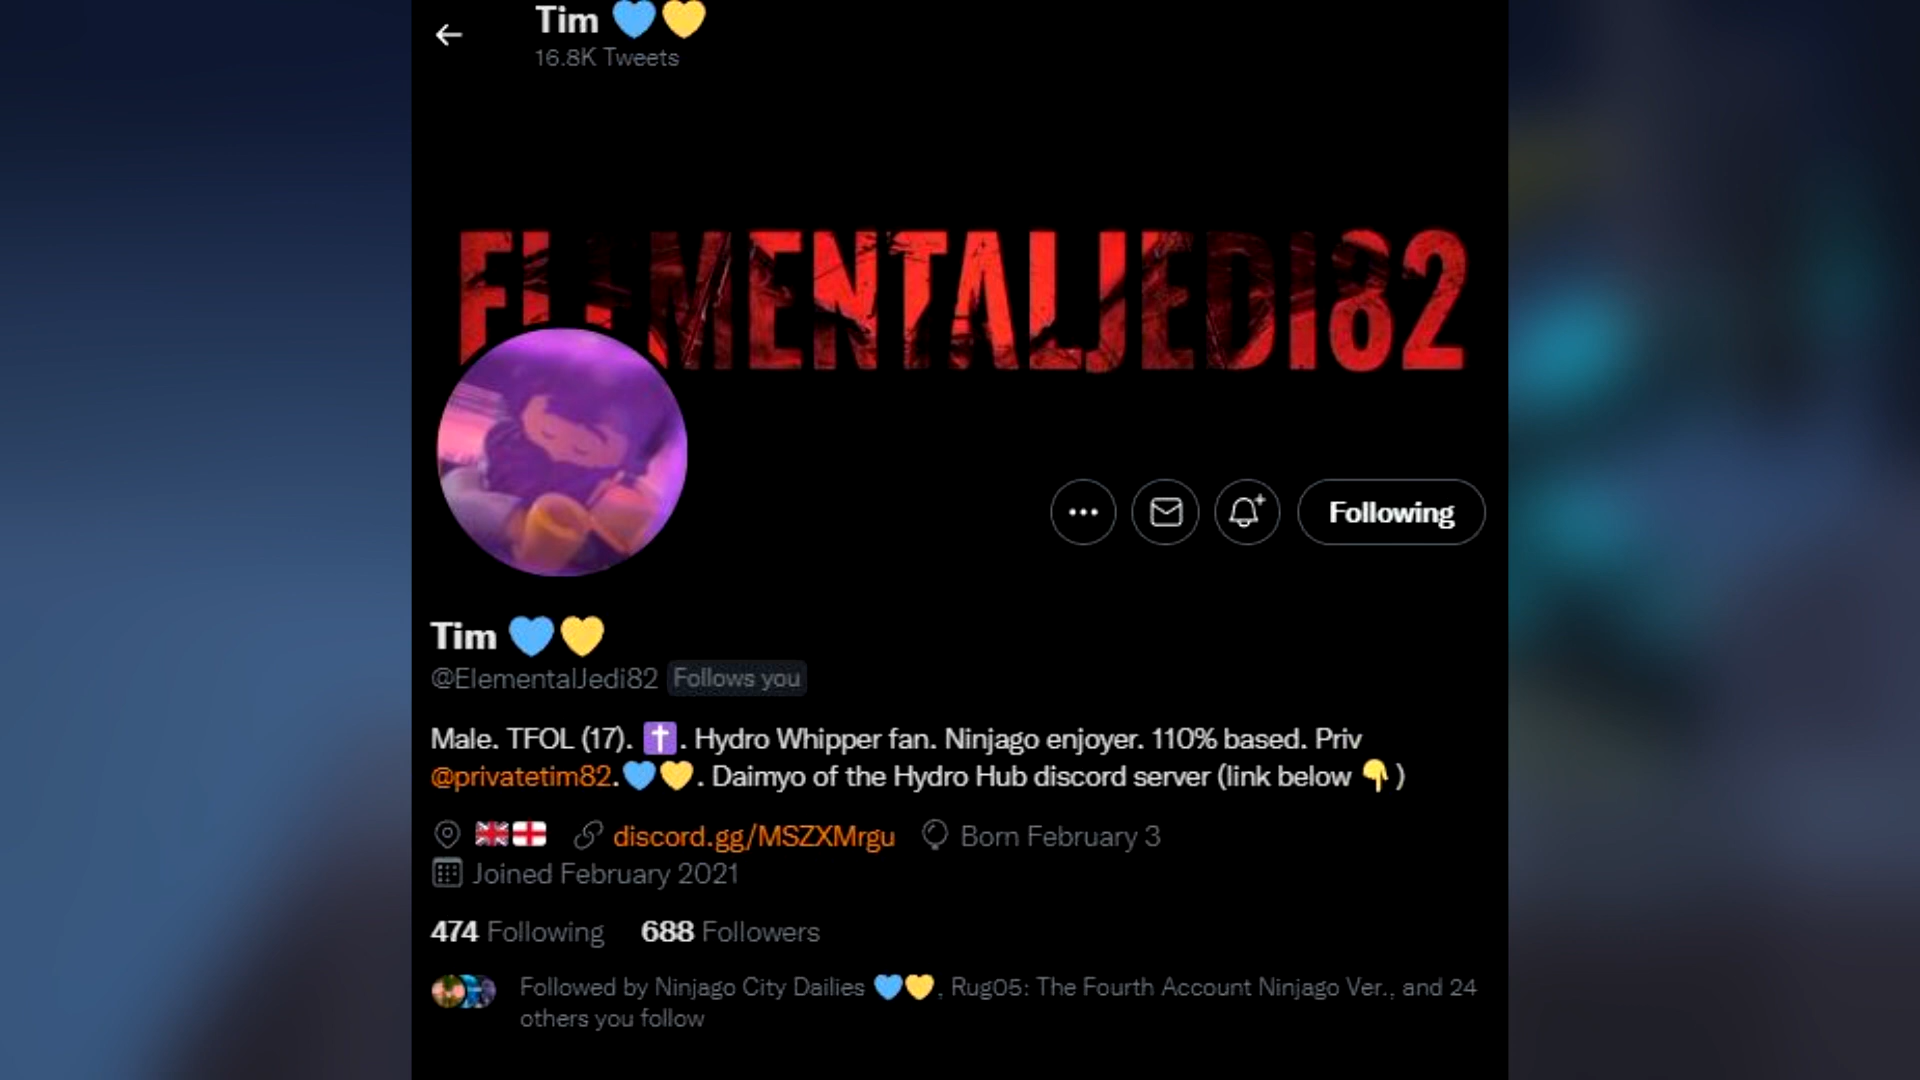 Tim 💙💛
16.8K Tweets
ELEMENTALJEDI82
Following
Tim 💙💛
@ElementalJedi82 Follows you
Male. TFOL (17). ✝️. Hydro Whipper fan. Ninjago enjoyer. 110% based. Priv
@privatetim82.💙💛. Daimyo of the Hydro Hub discord server (link below 👇)
🇬🇧🏴󠁧󠁢󠁥󠁮󠁧󠁿 discord.gg/MSZXMrgu Born February 3
Joined February 2021
474 Following 688 Followers
Followed by Ninjago City Dailies 💙💛, Rug05: The Fourth Account Ninjago Ver., and 24
others you follow